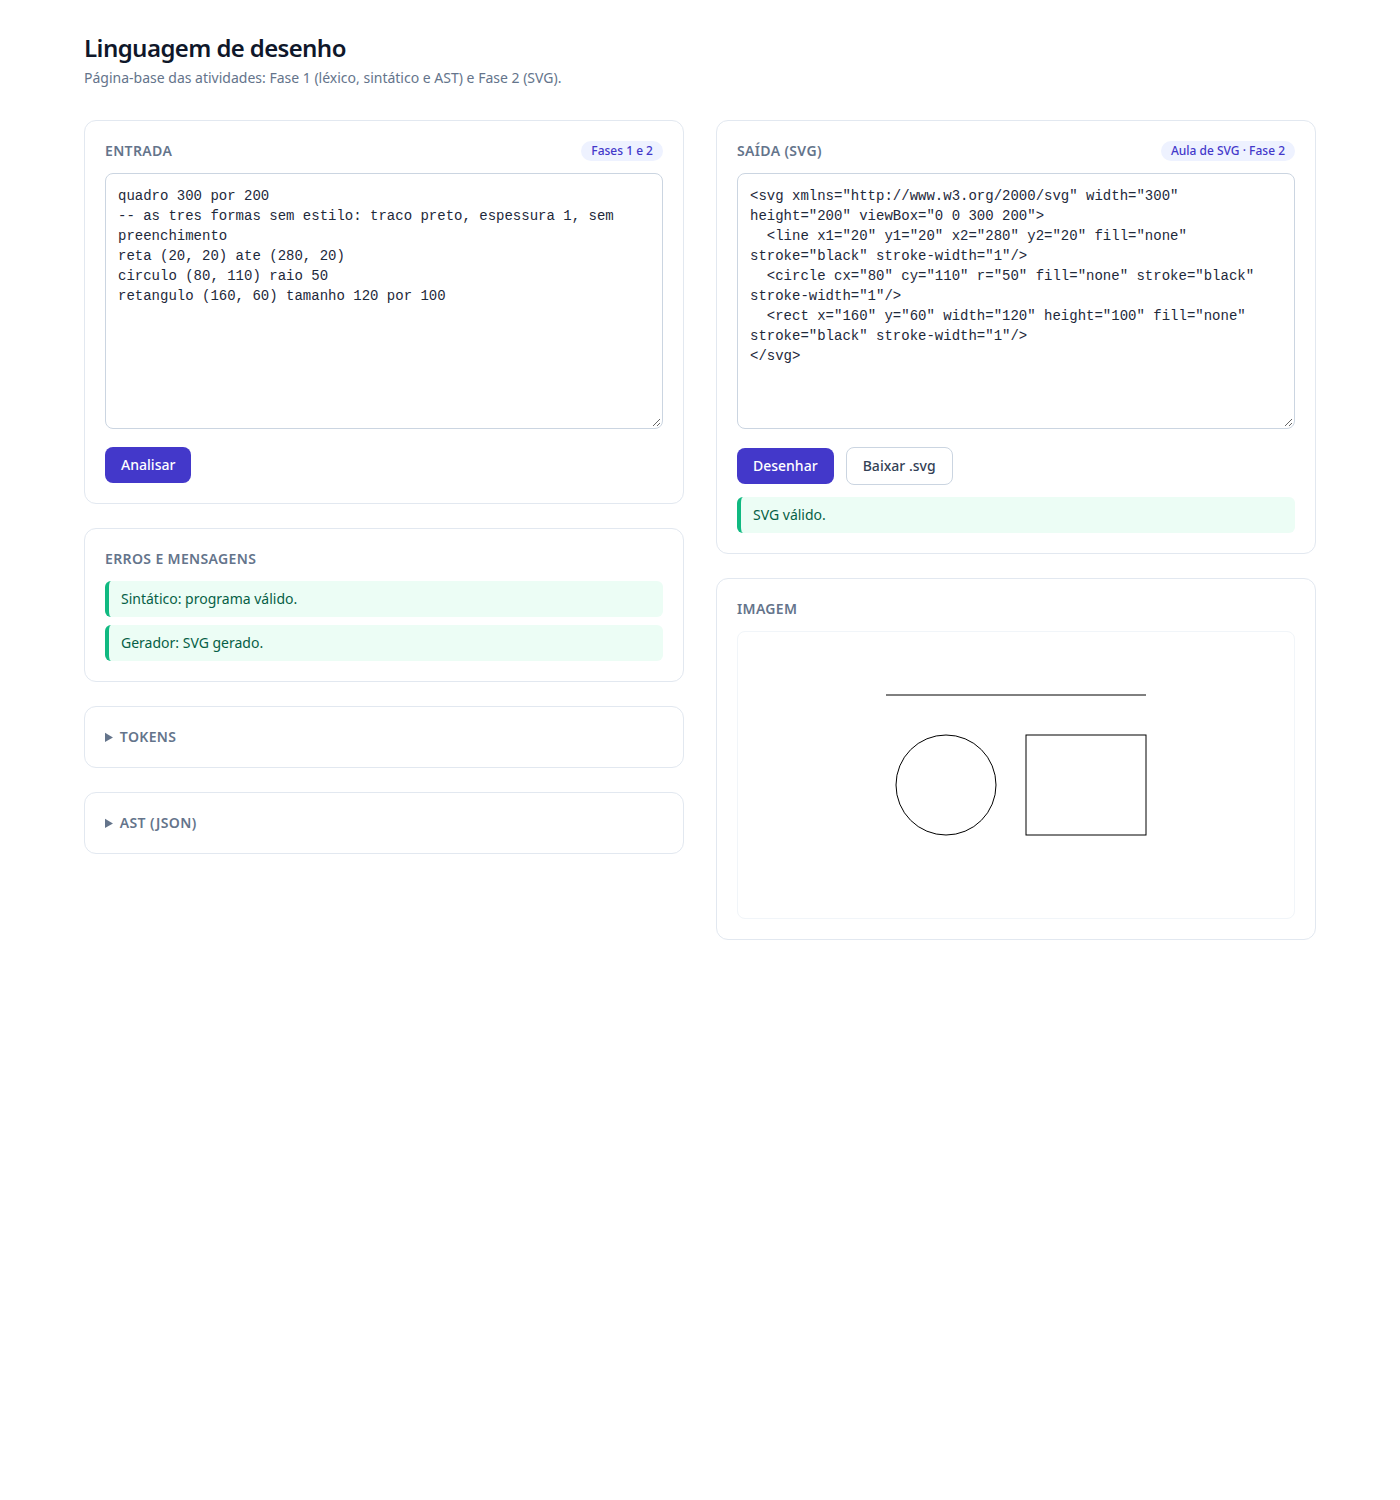 Linguagem de desenho
Página-base das atividades: Fase 1 (léxico, sintático e AST) e Fase 2 (SVG).
ENTRADA
Fases 1 e 2
quadro 300 por 200
-- as tres formas sem estilo: traco preto, espessura 1, sem
preenchimento
reta (20, 20) ate (280, 20)
circulo (80, 110) raio 50
retangulo (160, 60) tamanho 120 por 100
Analisar
ERROS E MENSAGENS
Sintático: programa válido.
Gerador: SVG gerado.
TOKENS
AST (JSON)
SAÍDA (SVG)
Aula de SVG · Fase 2
<svg xmlns="http://www.w3.org/2000/svg" width="300"
height="200" viewBox="0 0 300 200">
  <line x1="20" y1="20" x2="280" y2="20" fill="none"
stroke="black" stroke-width="1"/>
  <circle cx="80" cy="110" r="50" fill="none" stroke="black"
stroke-width="1"/>
  <rect x="160" y="60" width="120" height="100" fill="none"
stroke="black" stroke-width="1"/>
</svg>
Desenhar
Baixar .svg
SVG válido.
IMAGEM